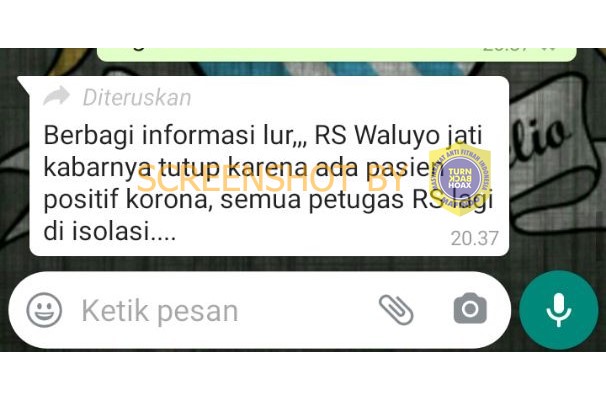 Diteruskan
Berbagi informasi lur,,, RS Waluyo jati
kabarnya tutup karena ada pasien
positif korona, semua petugas RS lagi
di isolasi....
20.37
SCREENSHOT BY
TURN
BACK
HOAX
Ketik pesan